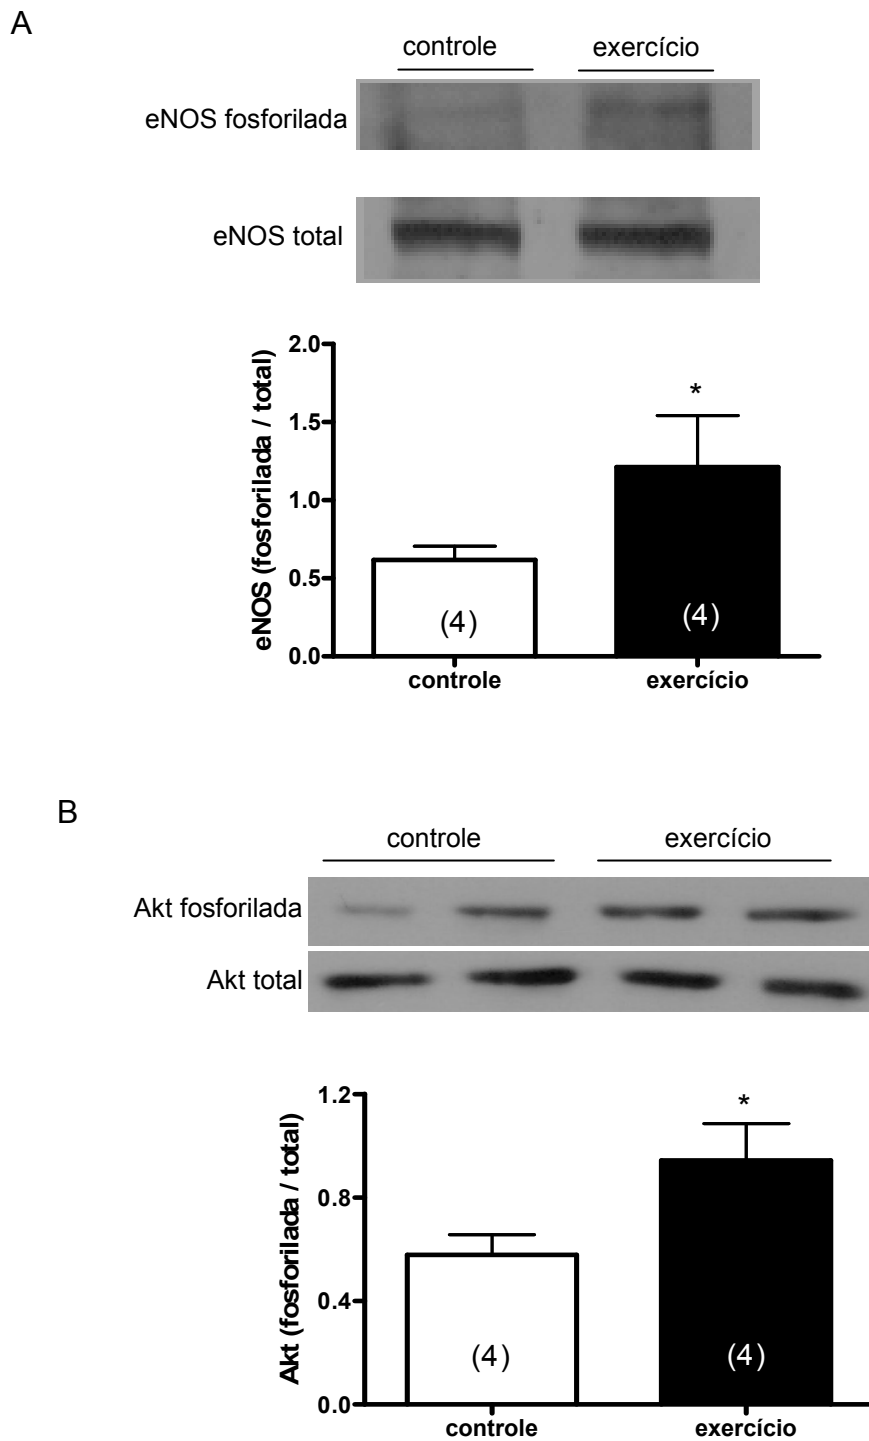 A
controle exercício
eNOS fosforilada
eNOS total
eNOS (fosforilada / total)
2.0
1.5
1.0
0.5
0.0
*
(4) (4)
controle exercício
B
controle exercício
Akt fosforilada
Akt total
Akt (fosforilada / total)
1.2
0.8
0.4
0.0
*
(4) (4)
controle exercício